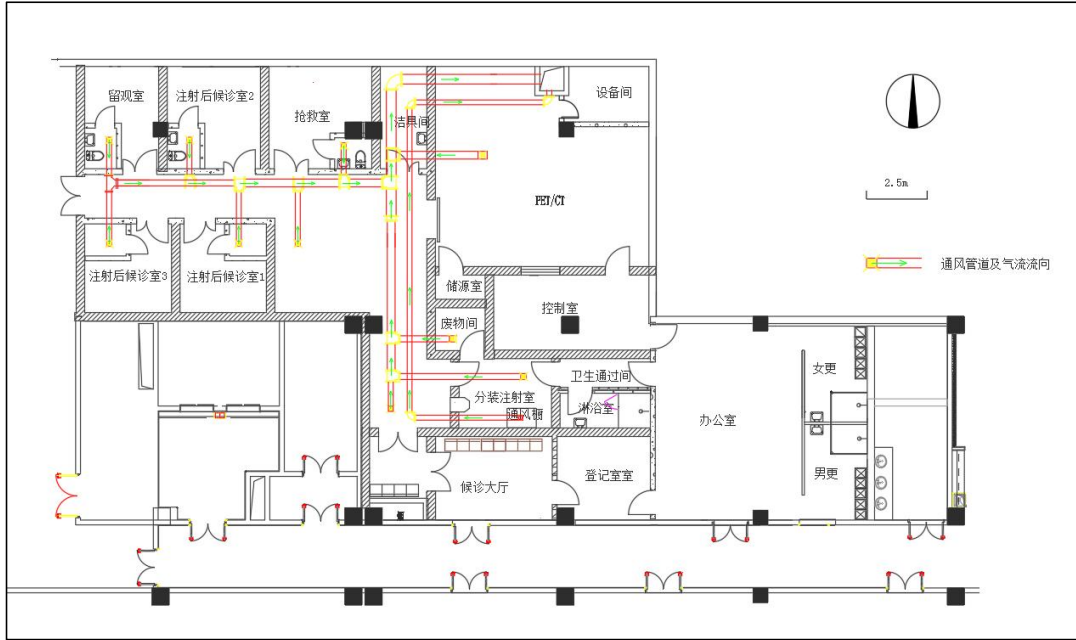 留观室
注射后候诊室2
抢救室
洁具间
设备间
2.5m
PET/CT
通风管道及气流流向
注射后候诊室3
注射后候诊室1
储源室
控制室
废物间
卫生通过间
女更
分装注射室
通风橱
淋浴室
办公室
登记室室
男更
候诊大厅